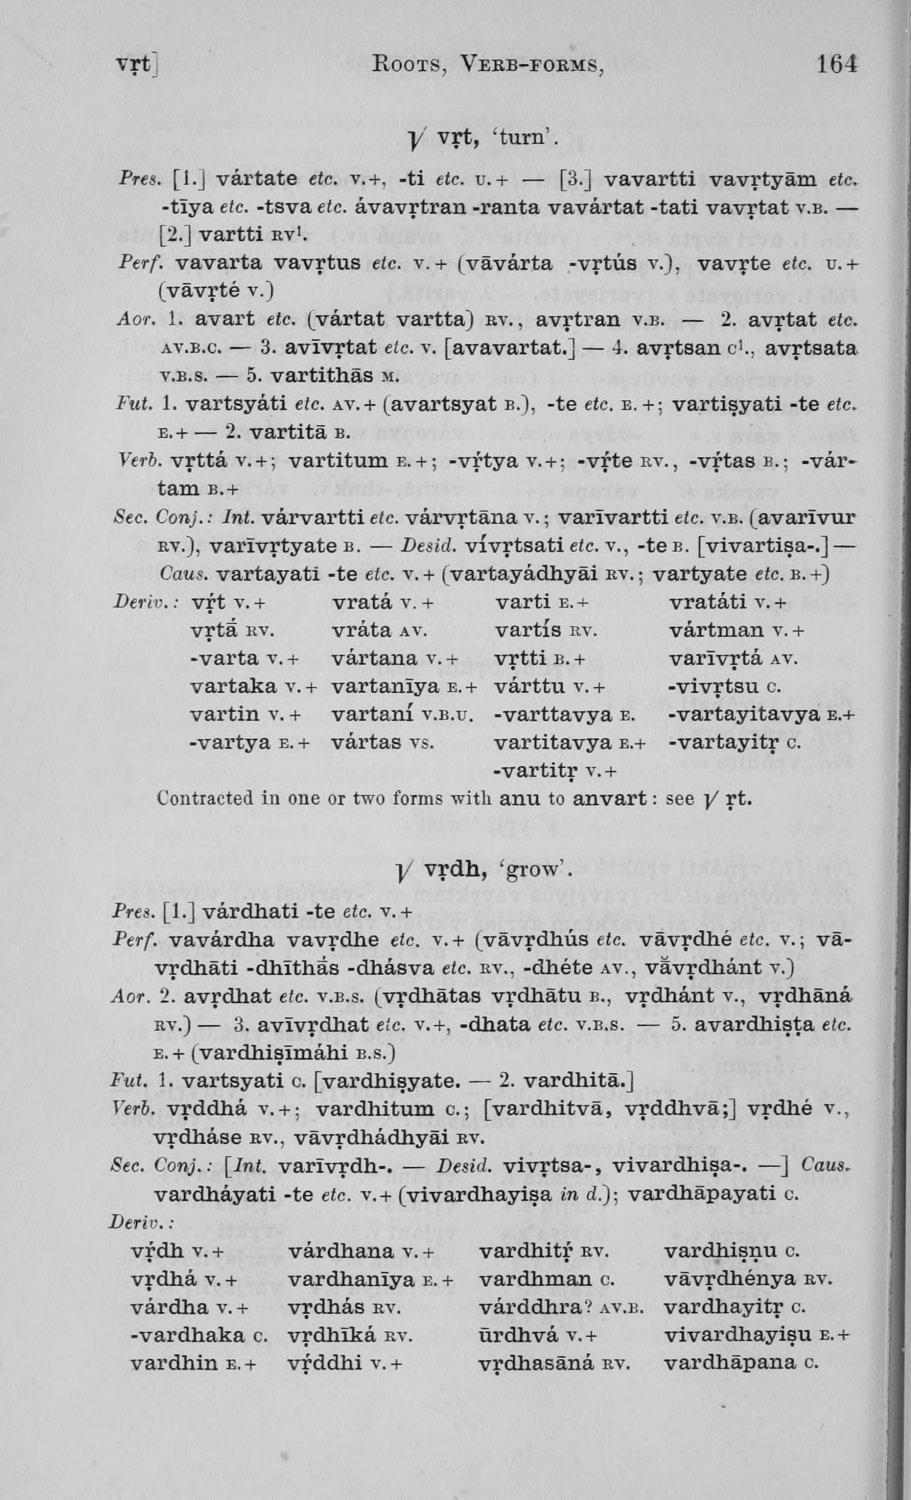 vṛt]
Roots, Verb-forms,
164
√ vṛt, ‘turn’.
Pres. [1.] vártate etc. v.+, -ti etc. u.+ — [3.] vavartti vavṛtyām etc.
-tīya etc. -tsva etc. ávavṛtran -ranta vavártat -tati vavṛtat v.b. —
[2.] vartti rv¹.
Perf. vavarta vavṛtus etc. v.+ (vāvárta -vṛtús v.), vavṛte etc. u.+
(vāvṛté v.)
Aor. 1. avart etc. (vártat vartta) rv., avṛtran v.b. — 2. avṛtat etc.
av.b.c. — 3. avīvṛtat etc. v. [avavartat.] — 4. avṛtsan c¹., avṛtsata
v.b.s. — 5. vartithās m.
Fut. 1. vartsyáti etc. av.+ (avartsyat b.), -te etc. e.+; vartiṣyati -te etc.
e.+ — 2. vartitā b.
Verb. vṛttá v.+; vartitum e.+; -vṛ́tya v.+; -vṛ́te rv., -vṛ́tas b.; -vár-
tam b.+
Sec. Conj.: Int. várvartti etc. várvṛtāna v.; varīvartti etc. v.b. (avarīvur
rv.), varīvṛtyate b. — Desid. vívṛtsati etc. v., -te b. [vivartiṣa-.] —
Caus. vartayati -te etc. v.+ (vartayádhyāi rv.; vartyate etc. b.+)
Deriv.: vṛ́t v.+ vratá v.+ varti e.+ vratáti v.+
vṛtā́ rv. vráta av. vartís rv. vártman v.+
-varta v.+ vártana v.+ vṛtti b.+ varīvṛtá av.
vartaka v.+ vartanīya e.+ várttu v.+ -vivṛtsu c.
vartin v.+ vartaní v.b.u. -varttavya e. -vartayitavya e.+
-vartya e.+ vártas vs. vartitavya e.+ -vartayitṛ c.
-vartitṛ v.+
Contracted in one or two forms with anu to anvart: see √ ṛt.
√ vṛdh, ‘grow’.
Pres. [1.] várdhati -te etc. v.+
Perf. vavárdha vavṛdhe etc. v.+ (vāvṛdhús etc. vāvṛdhé etc. v.; vā-
vṛdhāti -dhīthā́s -dhásva etc. rv., -dhéte av., vā̆vṛdhánt v.)
Aor. 2. avṛdhat etc. v.b.s. (vṛdhātas vṛdhātu b., vṛdhánt v., vṛdhāná
rv.) — 3. avīvṛdhat etc. v.+, -dhata etc. v.b.s. — 5. avardhiṣṭa etc.
e.+ (vardhiṣīmáhi b.s.)
Fut. 1. vartsyati c. [vardhiṣyate. — 2. vardhitā.]
Verb. vṛddhá v.+; vardhitum c.; [vardhitvā, vṛddhvā;] vṛdhé v.,
vṛdháse rv., vāvṛdhádhyāi rv.
Sec. Conj.: [Int. varīvṛdh-. — Desid. vivṛtsa-, vivardhiṣa-. —] Caus.
vardháyati -te etc. v.+ (vivardhayiṣa in d.); vardhāpayati c.
Deriv.:
vṛ́dh v.+ várdhana v.+ vardhitṛ́ rv. vardhiṣṇu c.
vṛdhá v.+ vardhanīya e.+ vardhman c. vāvṛdhénya rv.
várdha v.+ vṛdhás rv. várddhra? av.b. vardhayitṛ c.
-vardhaka c. vṛdhīká rv. ūrdhvá v.+ vivardhayiṣu e.+
vardhin e.+ vṛ́ddhi v.+ vṛdhasāná rv. vardhāpana c.